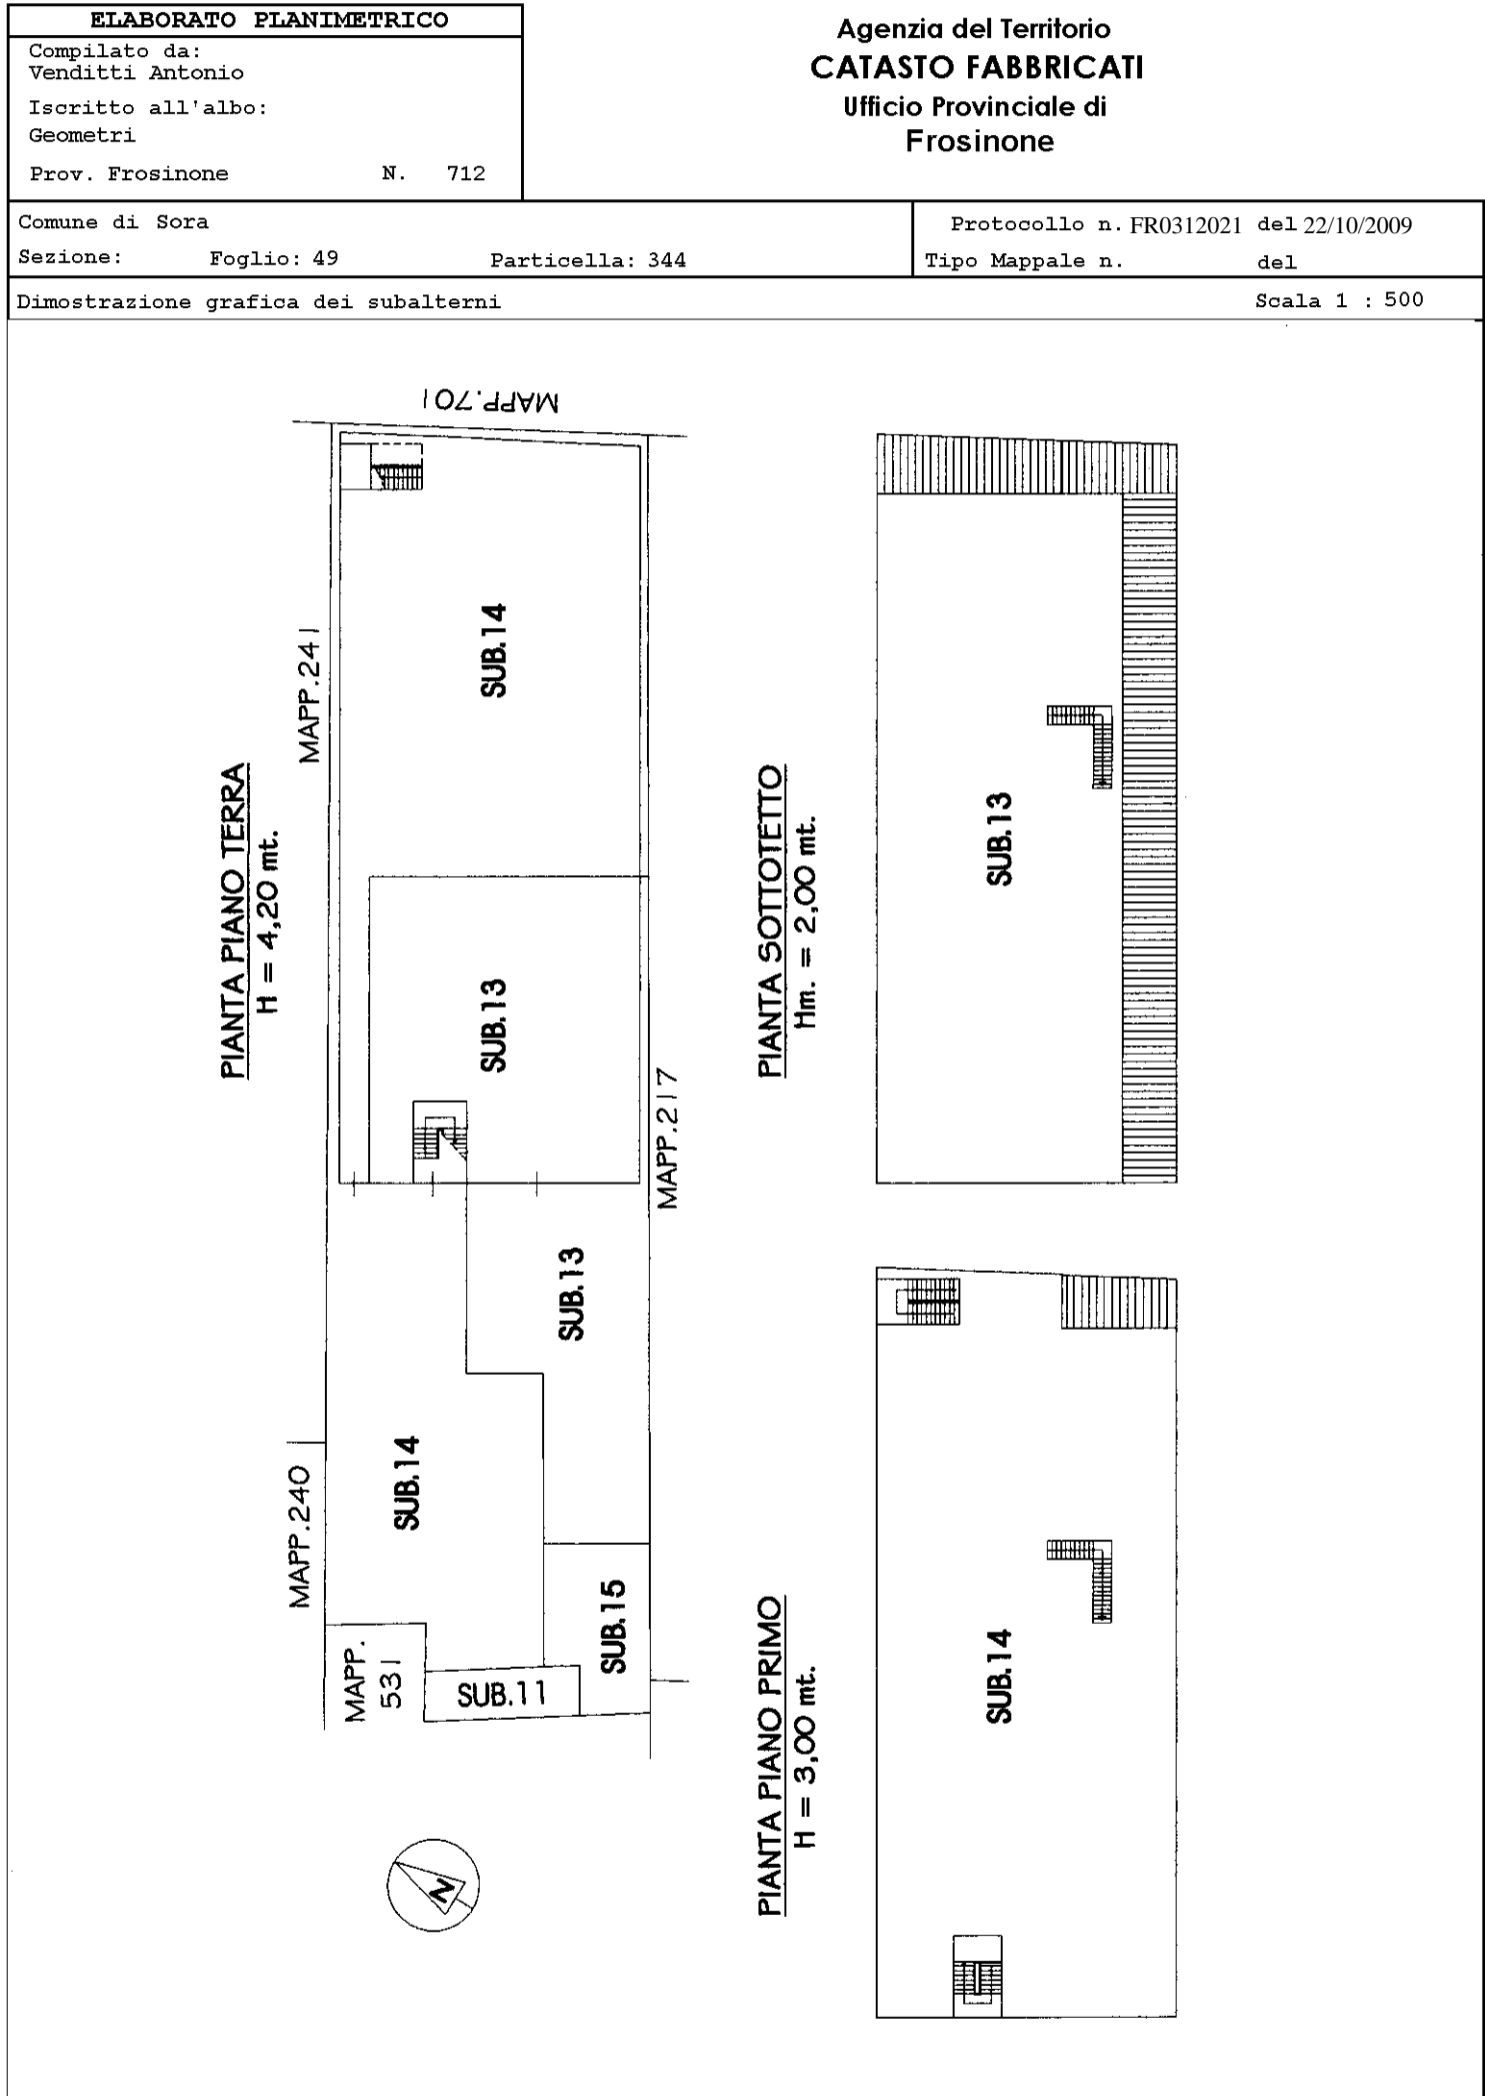 ELABORATO PLANIMETRICO
Compilato da:
Venditti Antonio
Iscritto all'albo:
Geometri
Prov. Frosinone N. 712
Agenzia del Territorio
CATASTO FABBRICATI
Ufficio Provinciale di
Frosinone
Comune di Sora
Sezione: Foglio: 49 Particella: 344
Protocollo n. FR0312021 del 22/10/2009
Tipo Mappale n. del
Dimostrazione grafica dei subalterni Scala 1 : 500
MAPP.701
MAPP.241
SUB.14
PIANTA PIANO TERRA
H = 4,20 mt.
SUB.13
MAPP.217
SUB.13
SUB.14
MAPP.240
MAPP.
531
SUB.11
SUB.15
N
PIANTA SOTTOTETTO
Hm. = 2,00 mt.
SUB.13
PIANTA PIANO PRIMO
H = 3,00 mt.
SUB.14